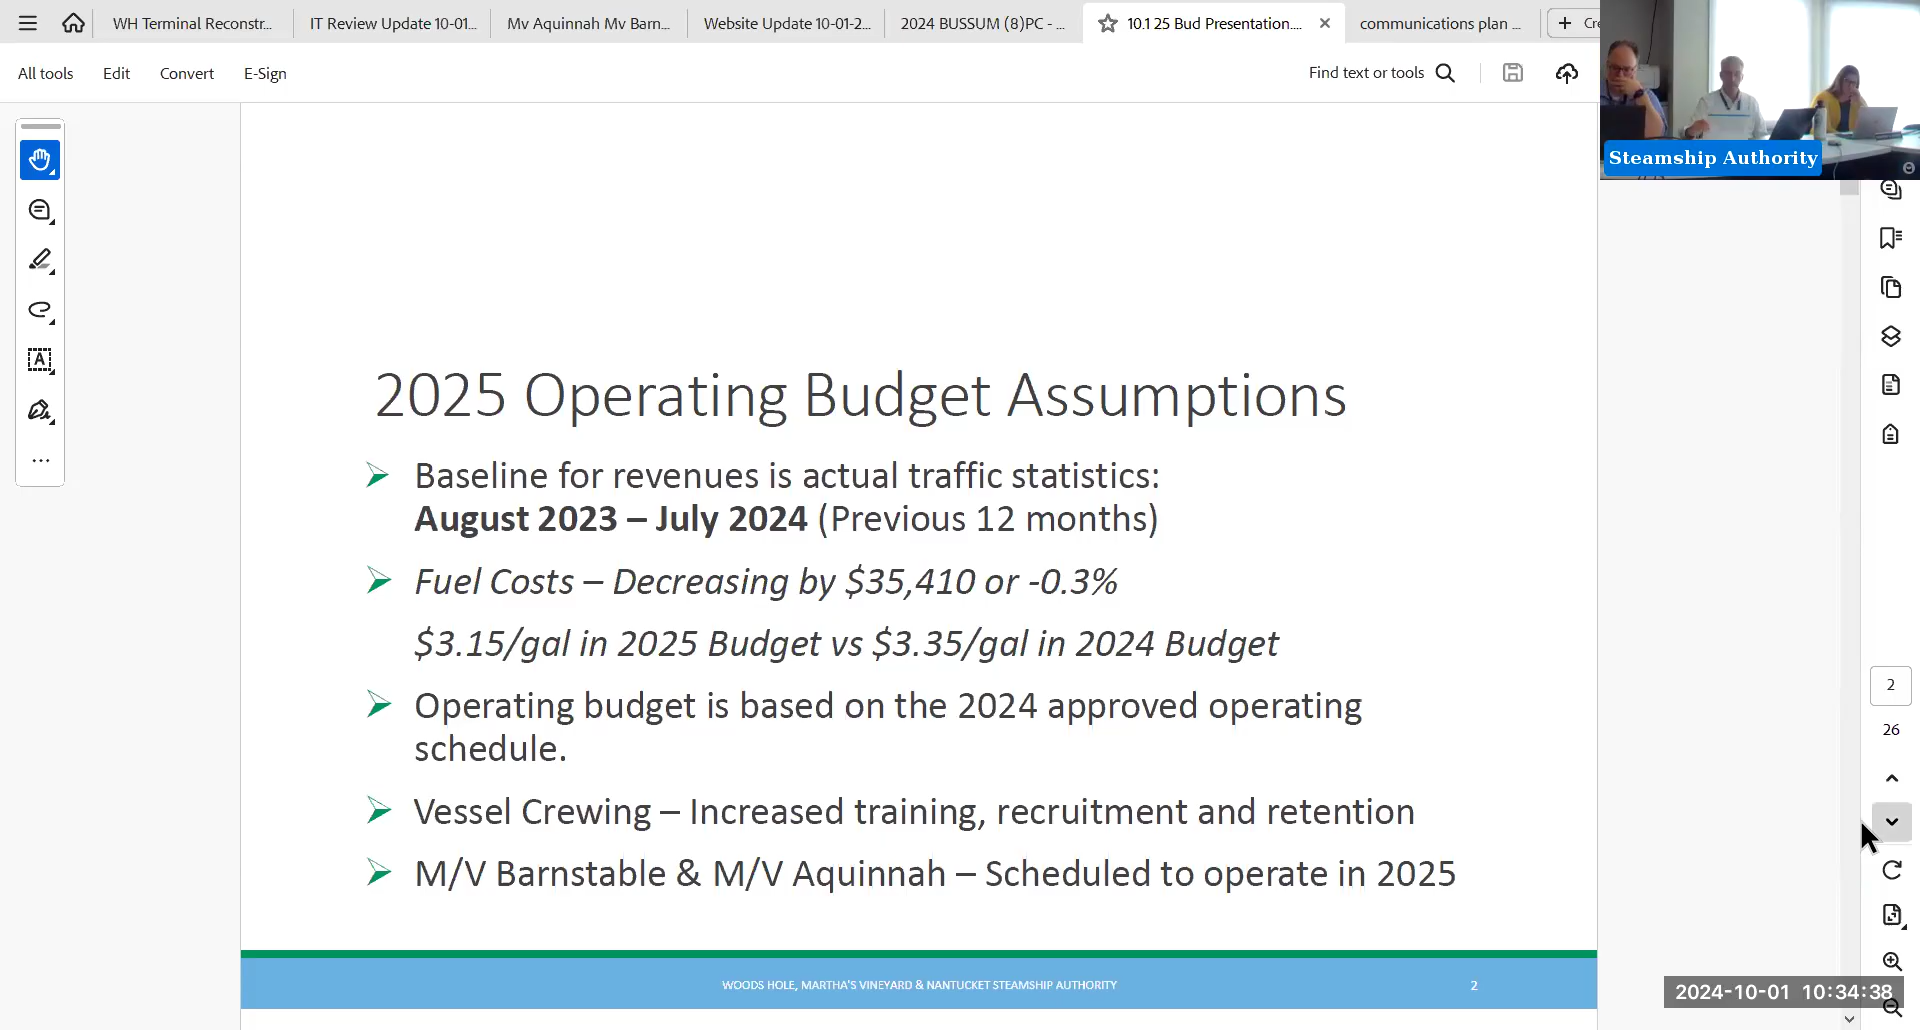 WH Terminal Reconstr...
IT Review Update 10-01...
Mv Aquinnah Mv Barn...
Website Update 10-01-2...
2024 BUSSUM (8)PC - ...
10.1 25 Bud Presentation....
communications plan ...
All tools
Edit
Convert
E-Sign
Find text or tools
Steamship Authority
2025 Operating Budget Assumptions
Baseline for revenues is actual traffic statistics:
August 2023 – July 2024 (Previous 12 months)
Fuel Costs – Decreasing by $35,410 or -0.3%
$3.15/gal in 2025 Budget vs $3.35/gal in 2024 Budget
Operating budget is based on the 2024 approved operating
schedule.
Vessel Crewing – Increased training, recruitment and retention
M/V Barnstable & M/V Aquinnah – Scheduled to operate in 2025
2
26
WOODS HOLE, MARTHA'S VINEYARD & NANTUCKET STEAMSHIP AUTHORITY
2
2024-10-01 10:34:38